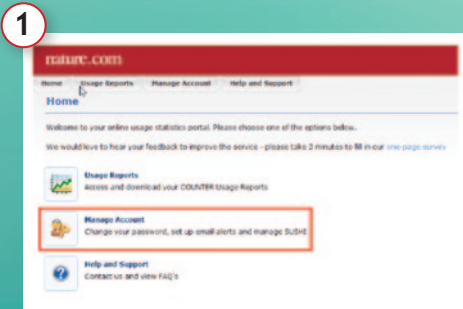 1
nature.com
Home Usage Reports Manage Account Help and Support
Home
Welcome to your online usage statistics portal. Please choose one of the options below.
We would love to hear your feedback to improve the service - please take 2 minutes to fill in our one-page survey
Usage Reports
Access and download your COUNTER Usage Reports
Manage Account
Change your password, set up email alerts and manage SUSHI
Help and Support
Contact us and view FAQ's